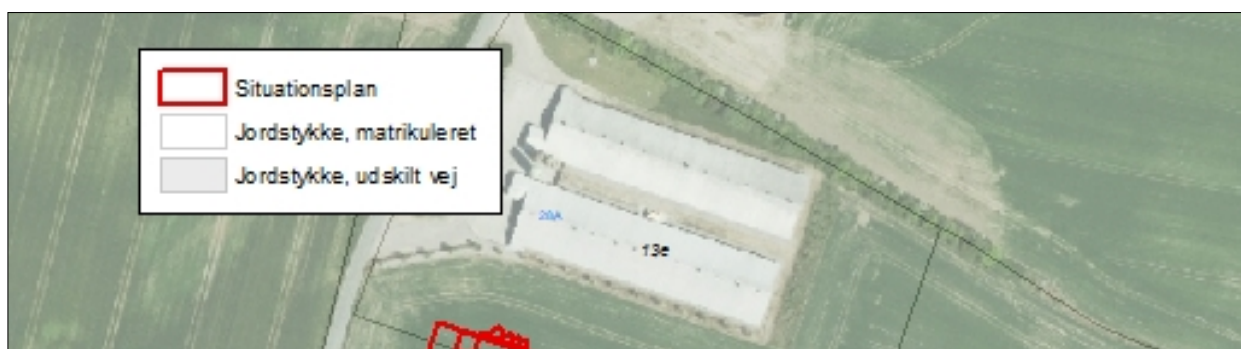 Situationsplan
Jordstykke, matrikuleret
Jordstykke, udskilt vej
20A
13e